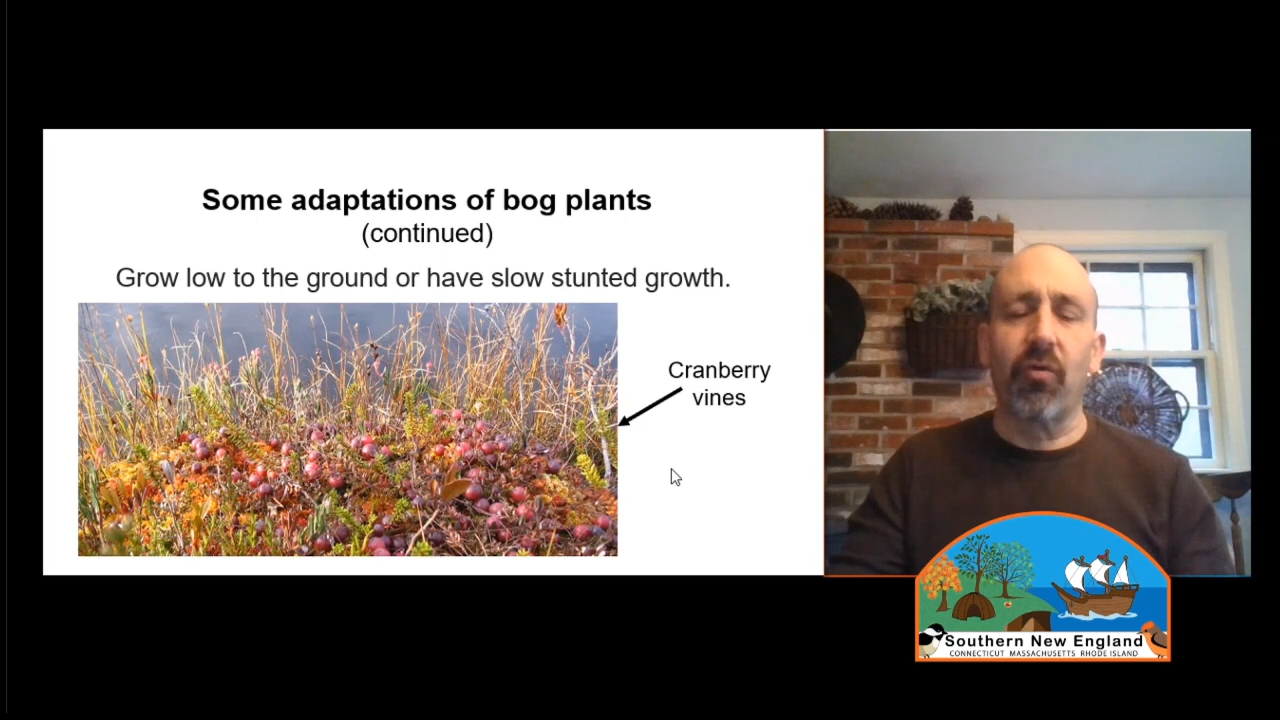 Some adaptations of bog plants
(continued)
Grow low to the ground or have slow stunted growth.
Cranberry
vines
Southern New England
CONNECTICUT MASSACHUSETTS RHODE ISLAND